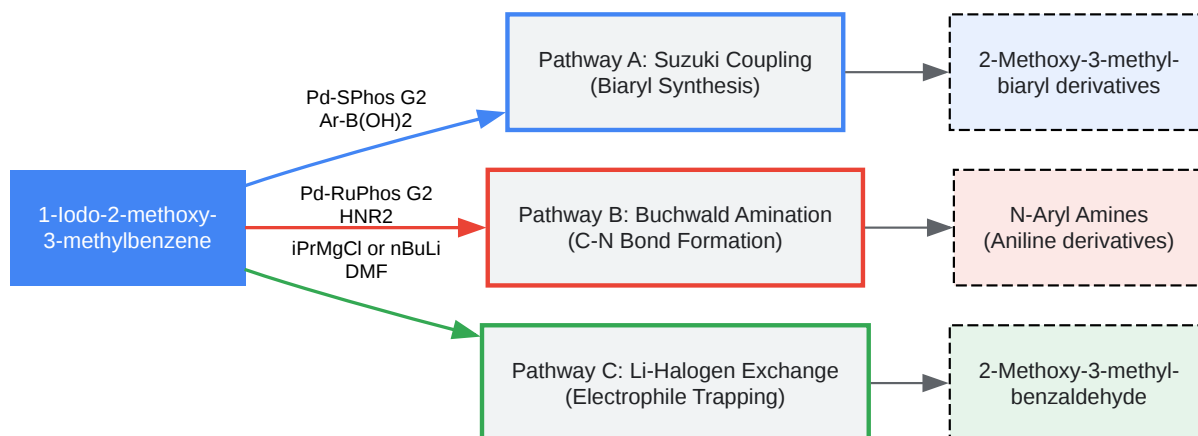 1-Iodo-2-methoxy-
3-methylbenzene
Pd-SPhos G2
Ar-B(OH)2
Pathway A: Suzuki Coupling
(Biaryl Synthesis)
2-Methoxy-3-methyl-
biaryl derivatives
Pd-RuPhos G2
HNR2
Pathway B: Buchwald Amination
(C-N Bond Formation)
N-Aryl Amines
(Aniline derivatives)
iPrMgCl or nBuLi
DMF
Pathway C: Li-Halogen Exchange
(Electrophile Trapping)
2-Methoxy-3-methyl-
benzaldehyde